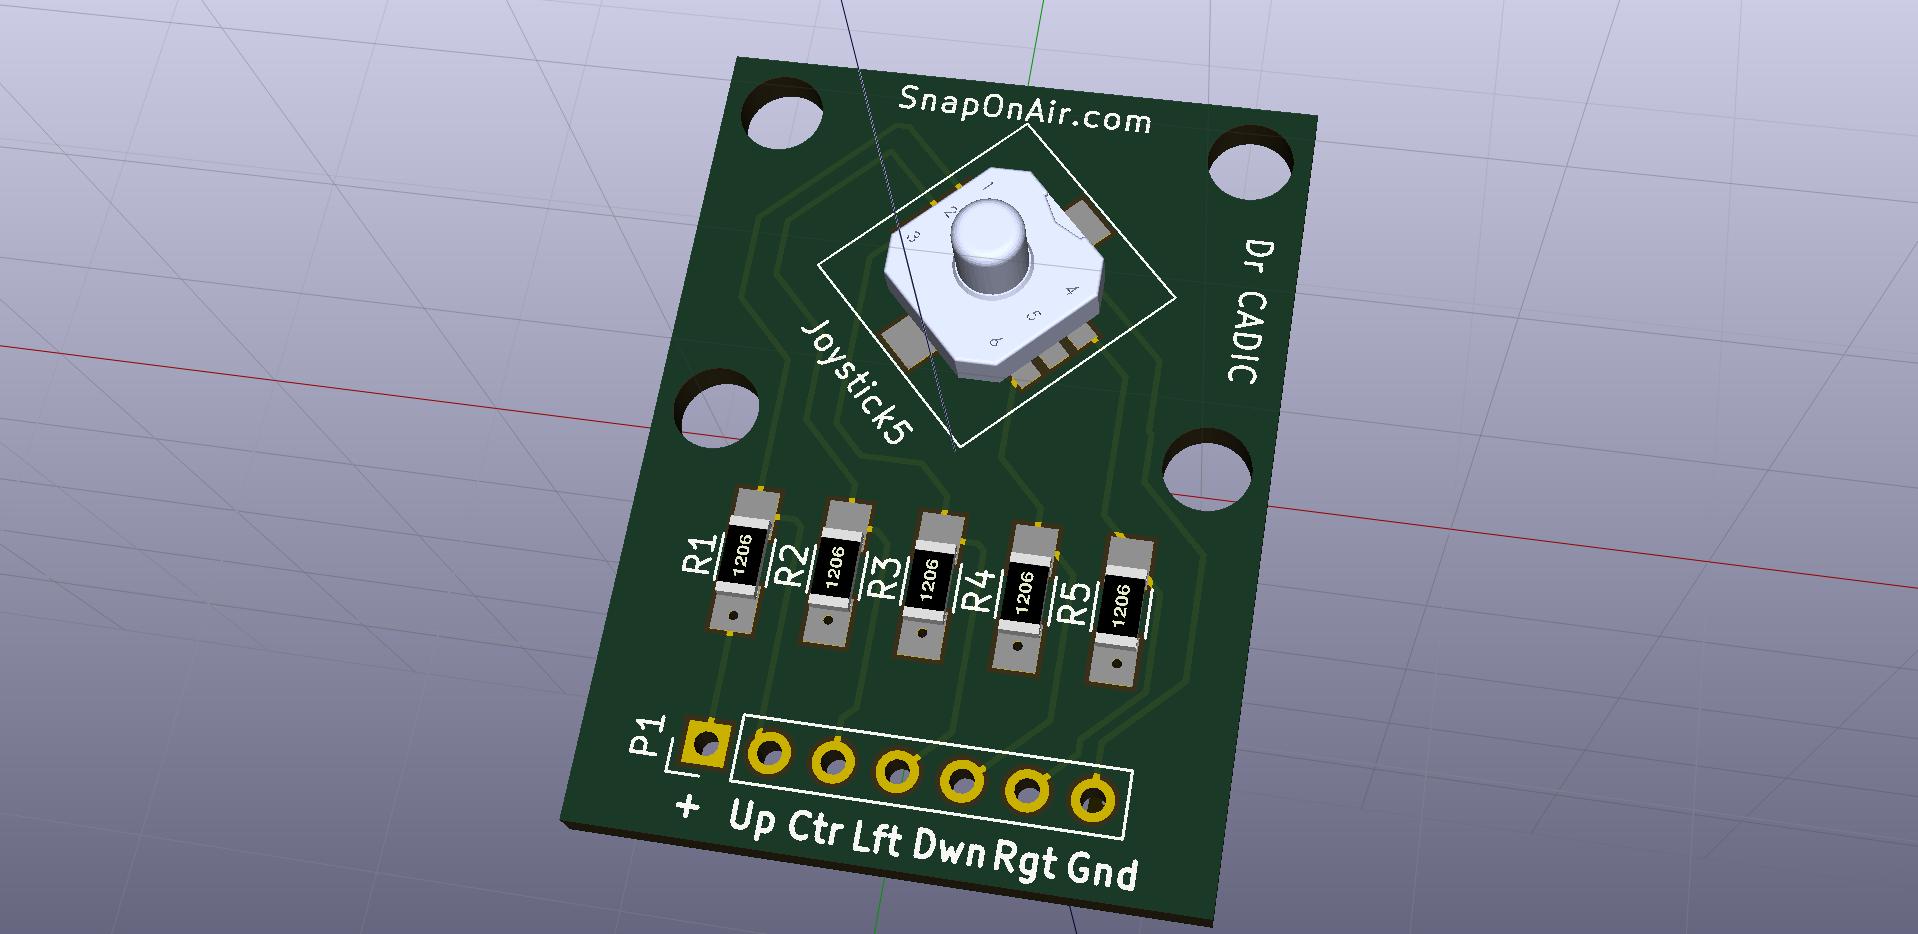 SnapOnAir.com
1
2
3
4
5
6
Dr CADIC
Joystick5
R1 1206
R2 1206
R3 1206
R4 1206
R5 1206
P1
+ Up Ctr Lft Dwn Rgt Gnd